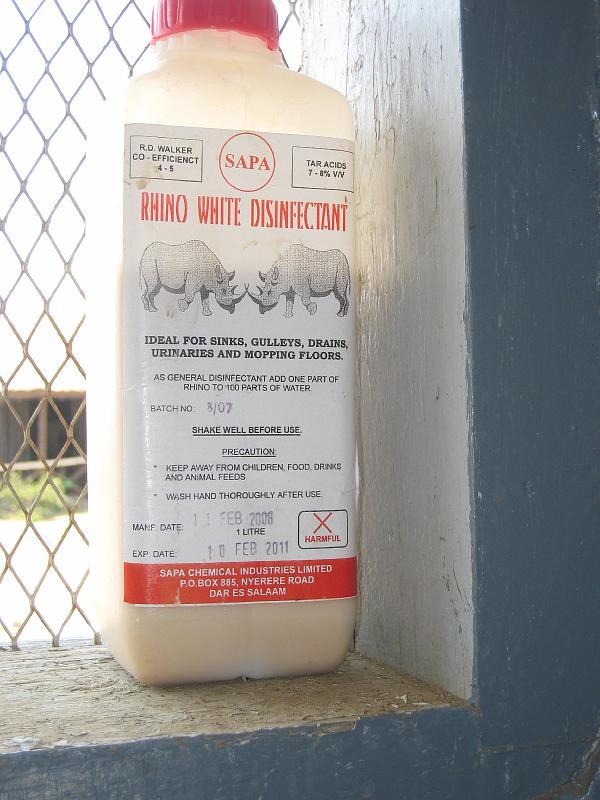 R.D. WALKER
CO - EFFICIENCT
4 - 5
SAPA
TAR ACIDS
7 - 8% V/V
RHINO WHITE DISINFECTANT
IDEAL FOR SINKS, GULLEYS, DRAINS,
URINARIES AND MOPPING FLOORS.
AS GENERAL DISINFECTANT ADD ONE PART OF
RHINO TO 100 PARTS OF WATER
BATCH NO: 8/07
SHAKE WELL BEFORE USE.
PRECAUTION:
* KEEP AWAY FROM CHILDREN, FOOD, DRINKS
AND ANIMAL FEEDS
* WASH HAND THOROUGHLY AFTER USE.
MANF. DATE: 11 FEB 2008
1 LITRE
HARMFUL
EXP. DATE: 10 FEB 2011
SAPA CHEMICAL INDUSTRIES LIMITED
P.O.BOX 885, NYERERE ROAD
DAR ES SALAAM